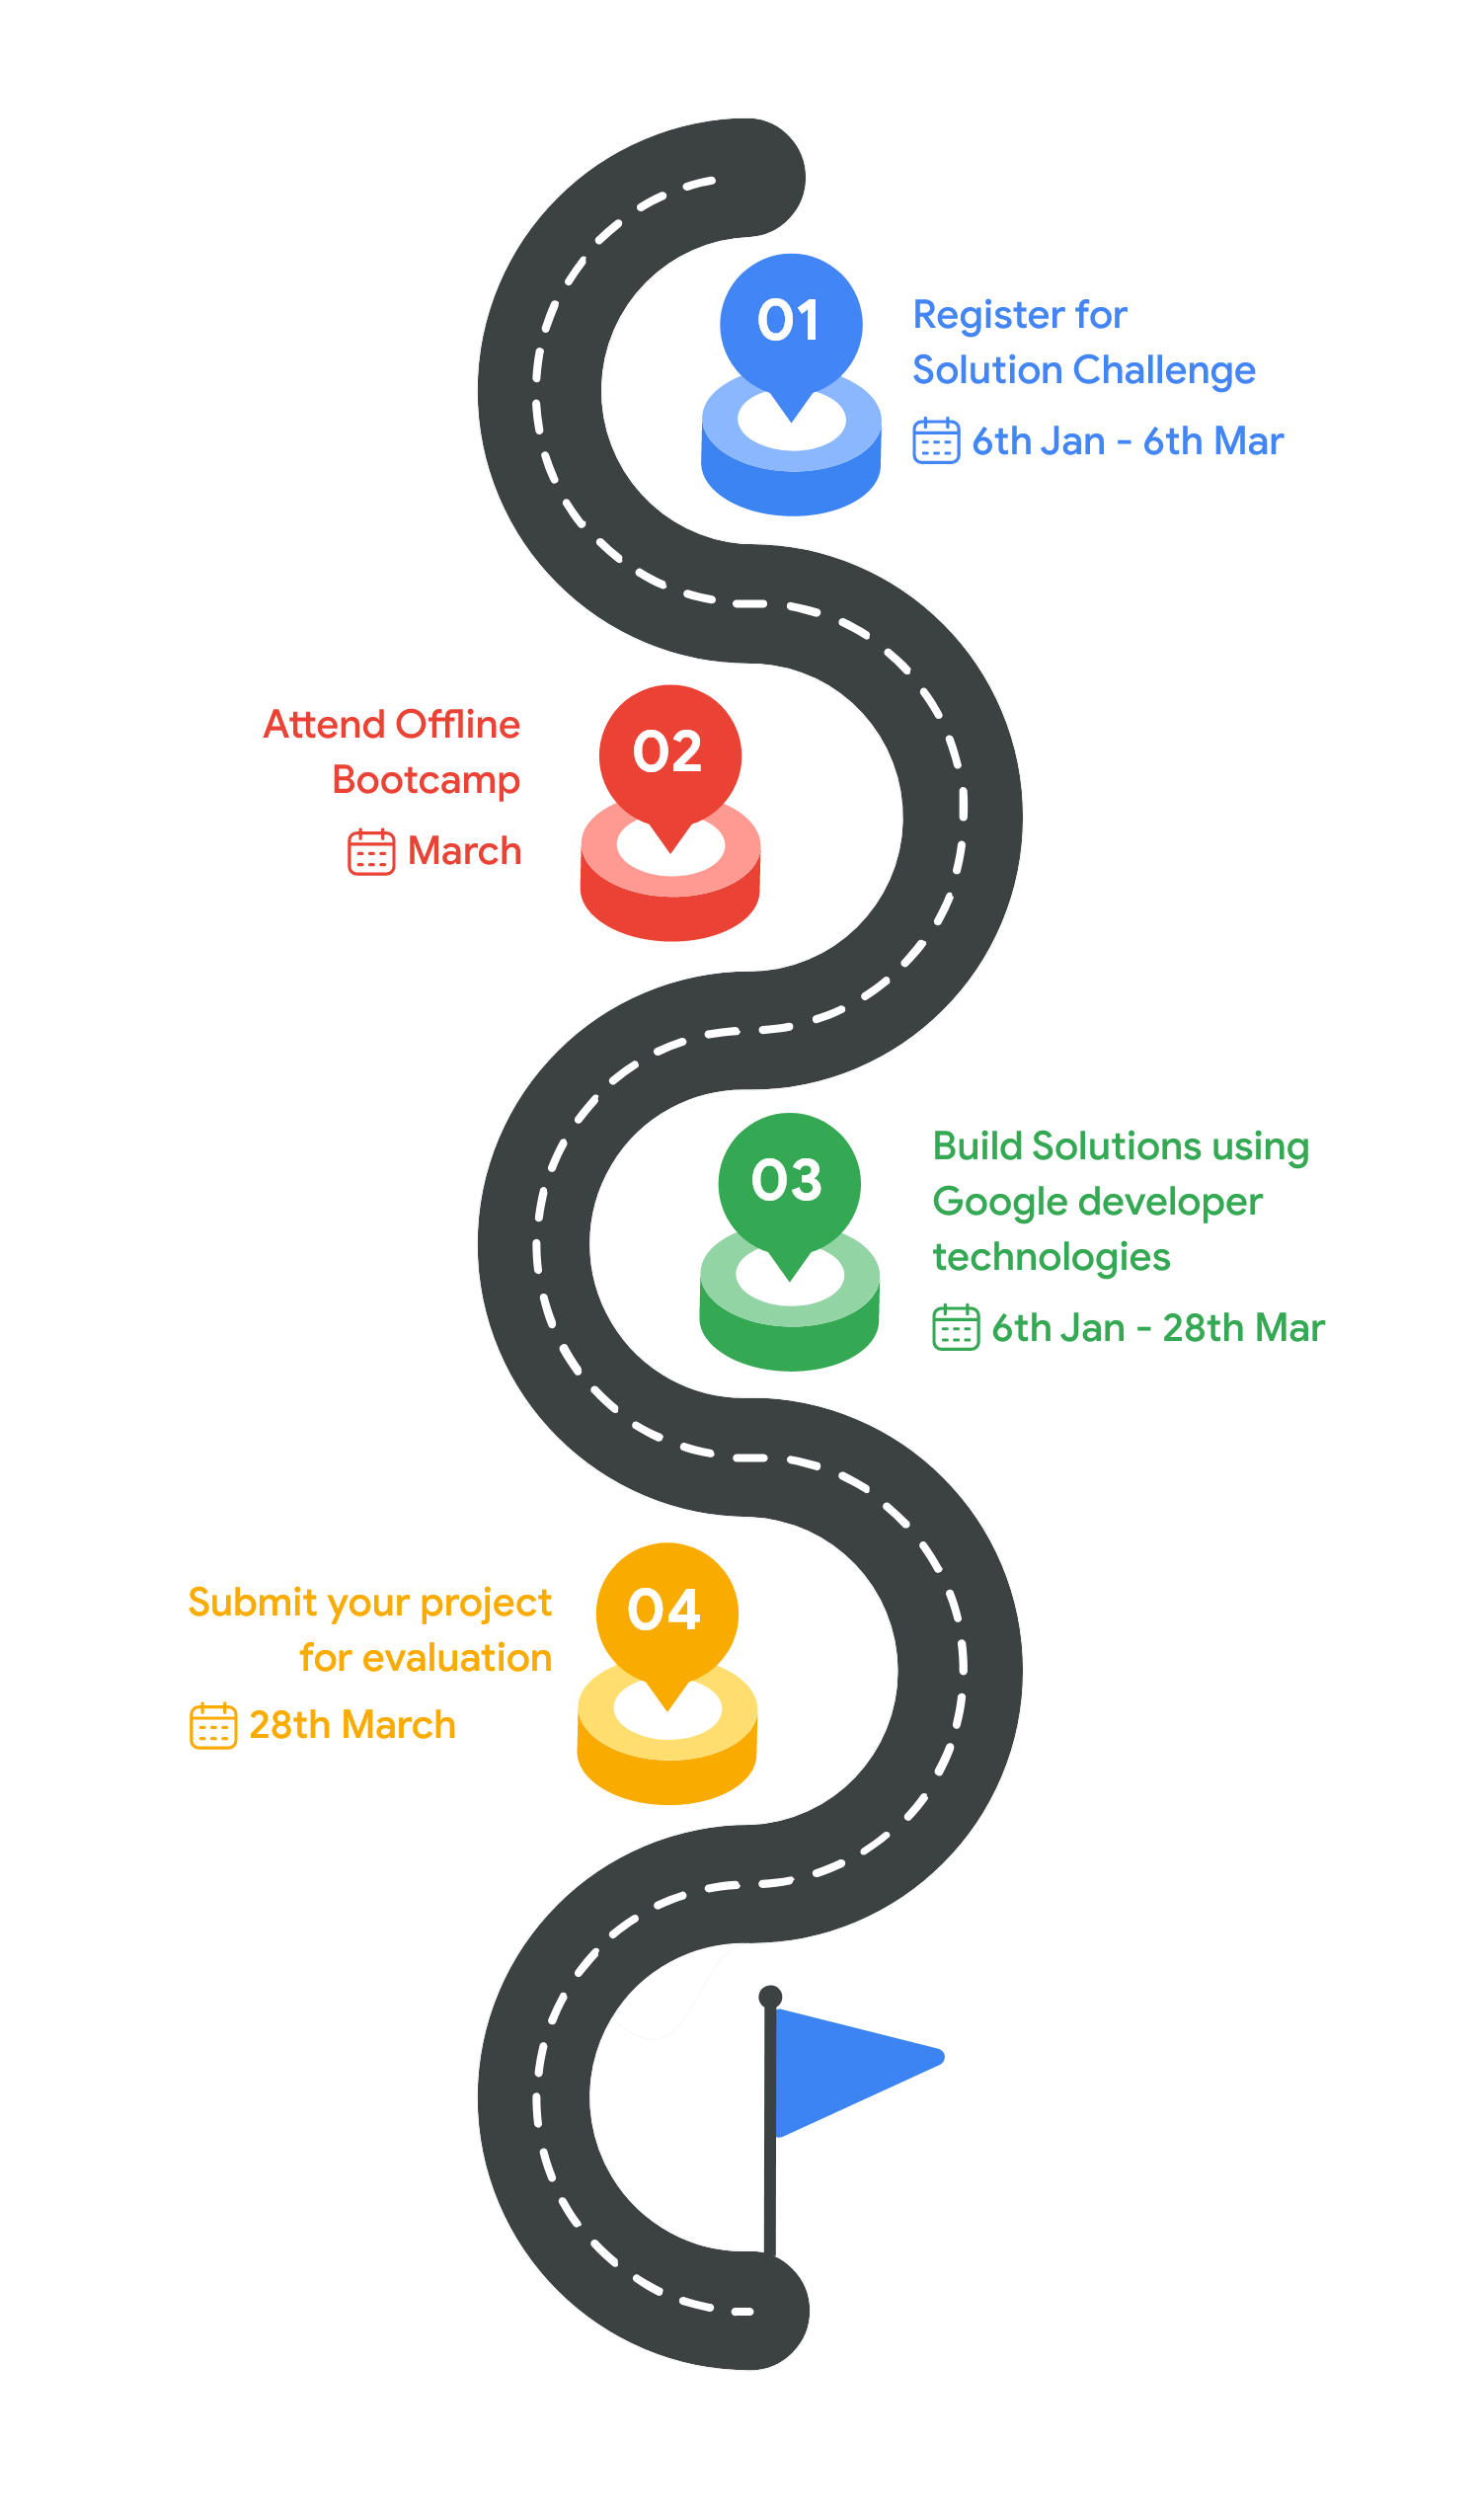 01
Register for
Solution Challenge
6th Jan - 6th Mar
02
Attend Offline
Bootcamp
March
03
Build Solutions using
Google developer
technologies
6th Jan - 28th Mar
04
Submit your project
for evaluation
28th March